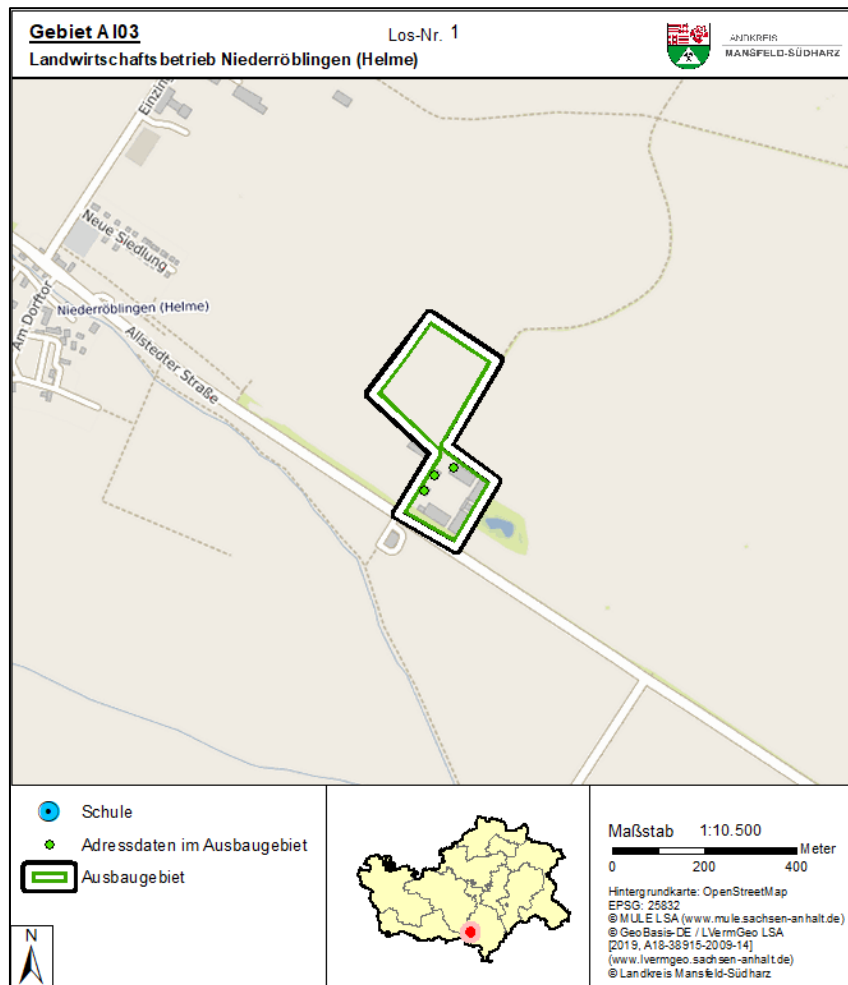 Gebiet AI03
Los-Nr. 1
Landwirtschaftsbetrieb Niederröblingen (Helme)
ANDKREIS
MANSFELD-SÜDHARZ
Einzing
Neue Siedlung
Am Dorftor
Niederröblingen (Helme)
Allstedter Straße
Schule
Adressdaten im Ausbaugebiet
Ausbaugebiet
N
Maßstab 1:10.500
Meter
0 200 400
Hintergrundkarte: OpenStreetMap
EPSG: 25832
© MULE LSA (www.mule.sachsen-anhalt.de)
© GeoBasis-DE / LVermGeo LSA
[2019, A18-38915-2009-14]
(www.lvermgeo.sachsen-anhalt.de)
© Landkreis Mansfeld-Südharz